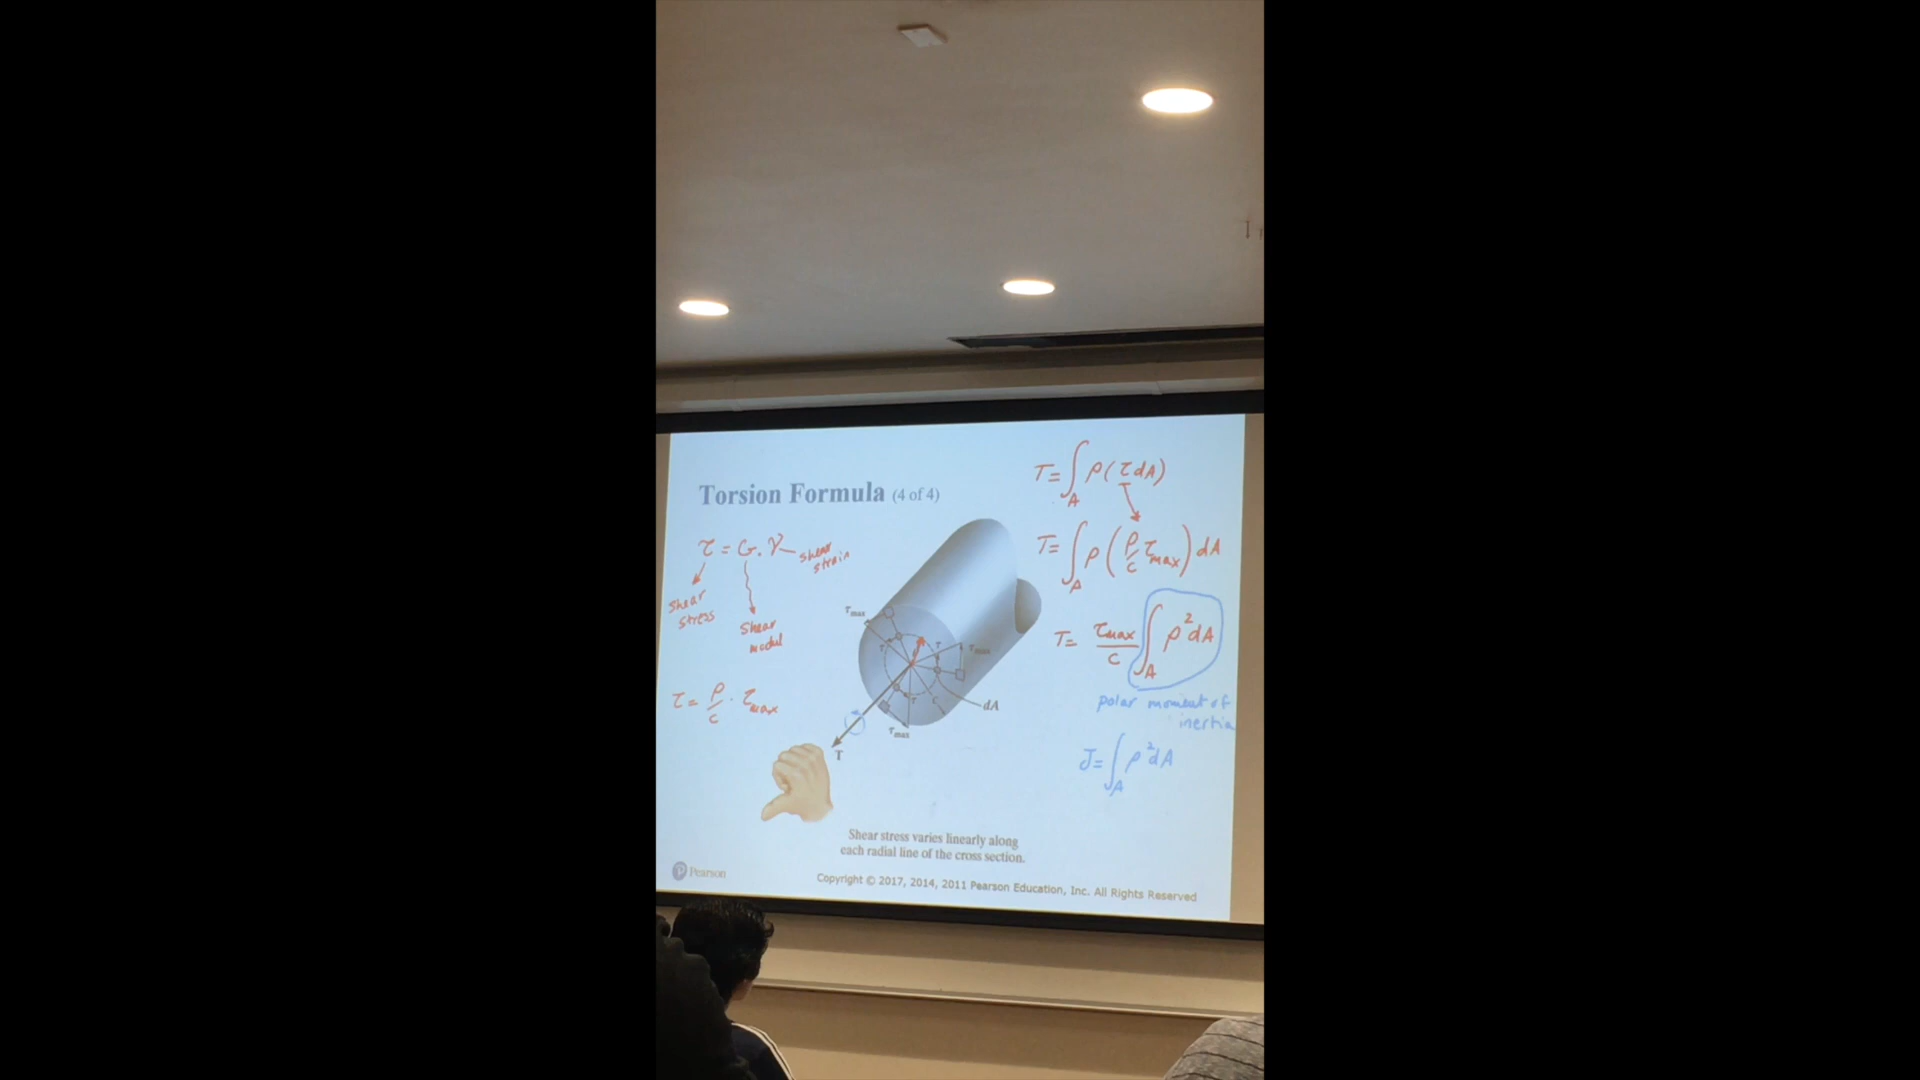 Torsion Formula (4 of 4)
τ = G . γ
shear
strain
shear
stress
shear
modul
τ = ρ/c · τmax
T = ∫A ρ ( τ dA )
T = ∫A ρ ( ρ/c τmax ) dA
T = τmax/c ∫A ρ² dA
polar moment of
inertia
J = ∫A ρ² dA
τmax
τ
τ
τmax
τ
c
dA
τmax
T
Shear stress varies linearly along
each radial line of the cross section.
P Pearson
Copyright © 2017, 2014, 2011 Pearson Education, Inc. All Rights Reserved